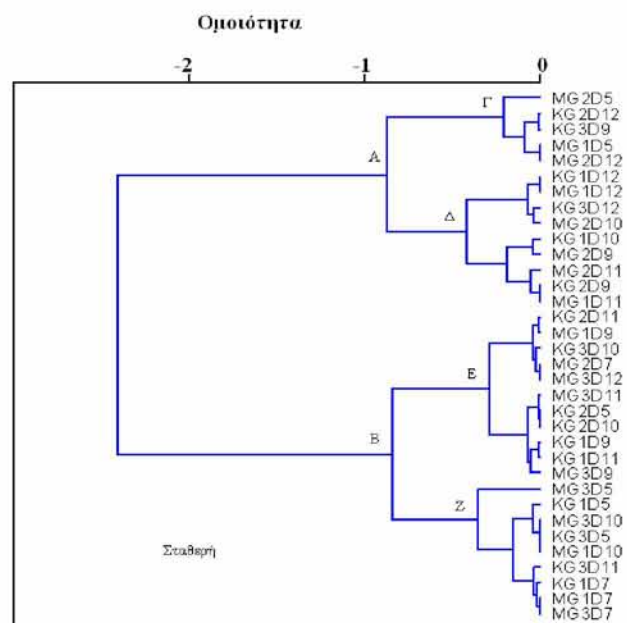 Ομοιότητα
-2 -1 0
Γ
MG2D5
KG2D12
KG3D9
MG1D5
MG2D12
Α
KG1D12
MG1D12
KG3D12
MG2D10
Δ
KG1D10
MG2D9
MG2D11
KG2D9
MG1D11
KG2D11
MG1D9
KG3D10
MG2D7
MG3D12
Ε
MG3D11
KG2D5
KG2D10
KG1D9
KG1D11
MG3D9
Β
MG3D5
Ζ
KG1D5
MG3D10
KG3D5
MG1D10
Σταθερή
KG3D11
KG1D7
MG1D7
MG3D7